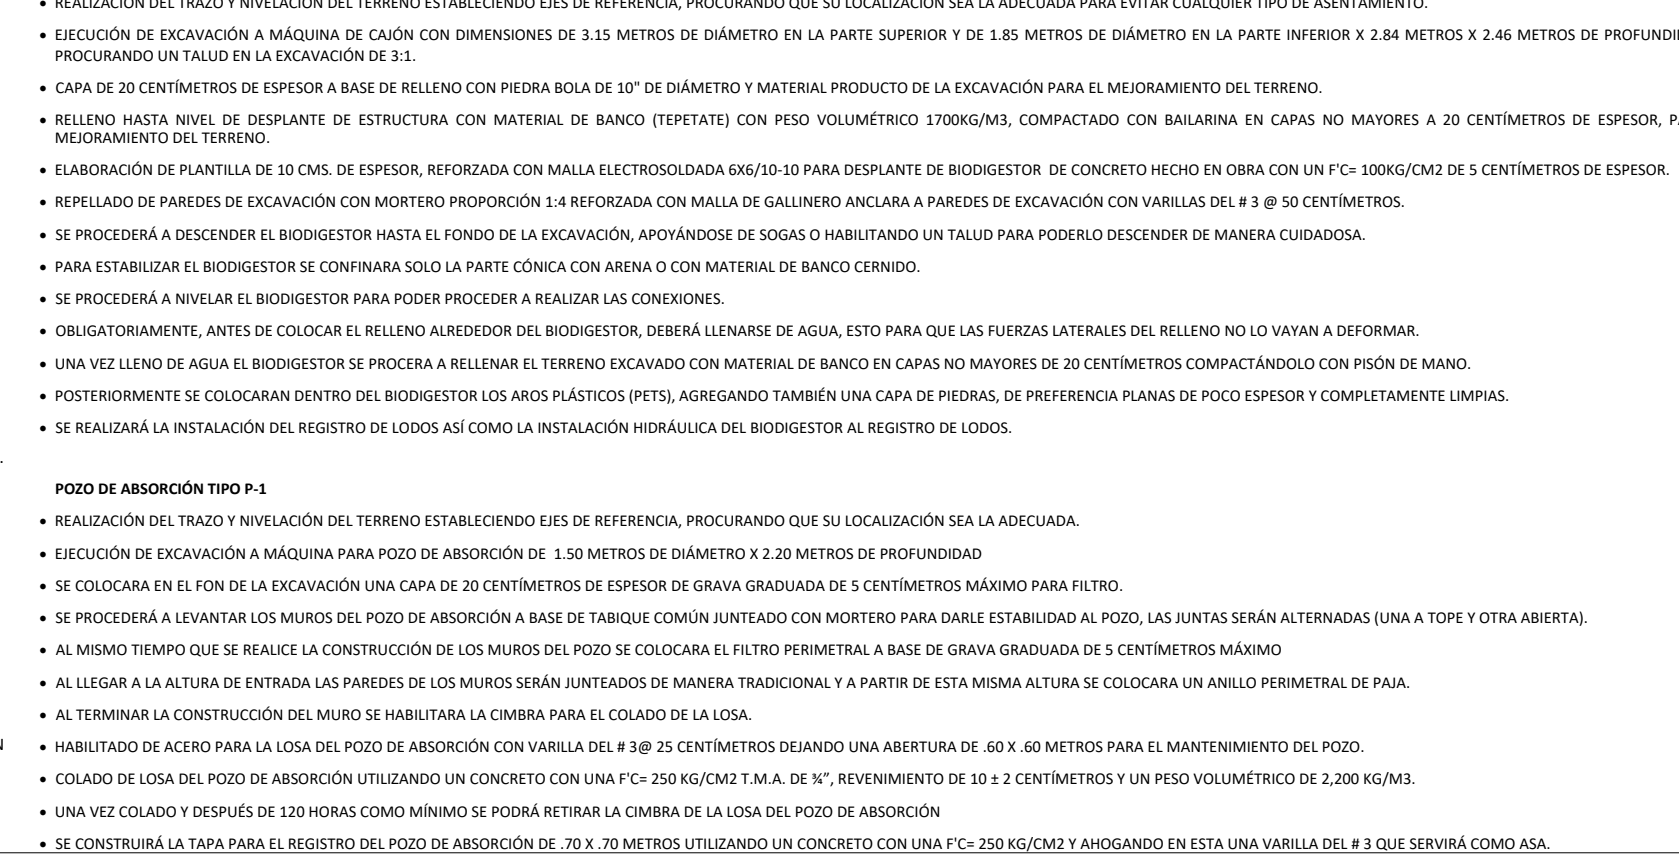 • REALIZACIÓN DEL TRAZO Y NIVELACIÓN DEL TERRENO ESTABLECIENDO EJES DE REFERENCIA, PROCURANDO QUE SU LOCALIZACIÓN SEA LA ADECUADA PARA EVITAR CUALQUIER TIPO DE ASENTAMIENTO.
• EJECUCIÓN DE EXCAVACIÓN A MÁQUINA DE CAJÓN CON DIMENSIONES DE 3.15 METROS DE DIÁMETRO EN LA PARTE SUPERIOR Y DE 1.85 METROS DE DIÁMETRO EN LA PARTE INFERIOR X 2.84 METROS X 2.46 METROS DE PROFUNDI
PROCURANDO UN TALUD EN LA EXCAVACIÓN DE 3:1.
• CAPA DE 20 CENTÍMETROS DE ESPESOR A BASE DE RELLENO CON PIEDRA BOLA DE 10" DE DIÁMETRO Y MATERIAL PRODUCTO DE LA EXCAVACIÓN PARA EL MEJORAMIENTO DEL TERRENO.
• RELLENO HASTA NIVEL DE DESPLANTE DE ESTRUCTURA CON MATERIAL DE BANCO (TEPETATE) CON PESO VOLUMÉTRICO 1700KG/M3, COMPACTADO CON BAILARINA EN CAPAS NO MAYORES A 20 CENTÍMETROS DE ESPESOR, PA
MEJORAMIENTO DEL TERRENO.
• ELABORACIÓN DE PLANTILLA DE 10 CMS. DE ESPESOR, REFORZADA CON MALLA ELECTROSOLDADA 6X6/10-10 PARA DESPLANTE DE BIODIGESTOR DE CONCRETO HECHO EN OBRA CON UN F'C= 100KG/CM2 DE 5 CENTÍMETROS DE ESPESOR.
• REPELLADO DE PAREDES DE EXCAVACIÓN CON MORTERO PROPORCIÓN 1:4 REFORZADA CON MALLA DE GALLINERO ANCLARA A PAREDES DE EXCAVACIÓN CON VARILLAS DEL # 3 @ 50 CENTÍMETROS.
• SE PROCEDERÁ A DESCENDER EL BIODIGESTOR HASTA EL FONDO DE LA EXCAVACIÓN, APOYÁNDOSE DE SOGAS O HABILITANDO UN TALUD PARA PODERLO DESCENDER DE MANERA CUIDADOSA.
• PARA ESTABILIZAR EL BIODIGESTOR SE CONFINARA SOLO LA PARTE CÓNICA CON ARENA O CON MATERIAL DE BANCO CERNIDO.
• SE PROCEDERÁ A NIVELAR EL BIODIGESTOR PARA PODER PROCEDER A REALIZAR LAS CONEXIONES.
• OBLIGATORIAMENTE, ANTES DE COLOCAR EL RELLENO ALREDEDOR DEL BIODIGESTOR, DEBERÁ LLENARSE DE AGUA, ESTO PARA QUE LAS FUERZAS LATERALES DEL RELLENO NO LO VAYAN A DEFORMAR.
• UNA VEZ LLENO DE AGUA EL BIODIGESTOR SE PROCERA A RELLENAR EL TERRENO EXCAVADO CON MATERIAL DE BANCO EN CAPAS NO MAYORES DE 20 CENTÍMETROS COMPACTÁNDOLO CON PISÓN DE MANO.
• POSTERIORMENTE SE COLOCARAN DENTRO DEL BIODIGESTOR LOS AROS PLÁSTICOS (PETS), AGREGANDO TAMBIÉN UNA CAPA DE PIEDRAS, DE PREFERENCIA PLANAS DE POCO ESPESOR Y COMPLETAMENTE LIMPIAS.
• SE REALIZARÁ LA INSTALACIÓN DEL REGISTRO DE LODOS ASÍ COMO LA INSTALACIÓN HIDRÁULICA DEL BIODIGESTOR AL REGISTRO DE LODOS.
.
POZO DE ABSORCIÓN TIPO P-1
• REALIZACIÓN DEL TRAZO Y NIVELACIÓN DEL TERRENO ESTABLECIENDO EJES DE REFERENCIA, PROCURANDO QUE SU LOCALIZACIÓN SEA LA ADECUADA.
• EJECUCIÓN DE EXCAVACIÓN A MÁQUINA PARA POZO DE ABSORCIÓN DE 1.50 METROS DE DIÁMETRO X 2.20 METROS DE PROFUNDIDAD
• SE COLOCARA EN EL FON DE LA EXCAVACIÓN UNA CAPA DE 20 CENTÍMETROS DE ESPESOR DE GRAVA GRADUADA DE 5 CENTÍMETROS MÁXIMO PARA FILTRO.
• SE PROCEDERÁ A LEVANTAR LOS MUROS DEL POZO DE ABSORCIÓN A BASE DE TABIQUE COMÚN JUNTEADO CON MORTERO PARA DARLE ESTABILIDAD AL POZO, LAS JUNTAS SERÁN ALTERNADAS (UNA A TOPE Y OTRA ABIERTA).
• AL MISMO TIEMPO QUE SE REALICE LA CONSTRUCCIÓN DE LOS MUROS DEL POZO SE COLOCARA EL FILTRO PERIMETRAL A BASE DE GRAVA GRADUADA DE 5 CENTÍMETROS MÁXIMO
• AL LLEGAR A LA ALTURA DE ENTRADA LAS PAREDES DE LOS MUROS SERÁN JUNTEADOS DE MANERA TRADICIONAL Y A PARTIR DE ESTA MISMA ALTURA SE COLOCARA UN ANILLO PERIMETRAL DE PAJA.
• AL TERMINAR LA CONSTRUCCIÓN DEL MURO SE HABILITARA LA CIMBRA PARA EL COLADO DE LA LOSA.
N • HABILITADO DE ACERO PARA LA LOSA DEL POZO DE ABSORCIÓN CON VARILLA DEL # 3@ 25 CENTÍMETROS DEJANDO UNA ABERTURA DE .60 X .60 METROS PARA EL MANTENIMIENTO DEL POZO.
• COLADO DE LOSA DEL POZO DE ABSORCIÓN UTILIZANDO UN CONCRETO CON UNA F'C= 250 KG/CM2 T.M.A. DE ¾”, REVENIMIENTO DE 10 ± 2 CENTÍMETROS Y UN PESO VOLUMÉTRICO DE 2,200 KG/M3.
• UNA VEZ COLADO Y DESPUÉS DE 120 HORAS COMO MÍNIMO SE PODRÁ RETIRAR LA CIMBRA DE LA LOSA DEL POZO DE ABSORCIÓN
• SE CONSTRUIRÁ LA TAPA PARA EL REGISTRO DEL POZO DE ABSORCIÓN DE .70 X .70 METROS UTILIZANDO UN CONCRETO CON UNA F'C= 250 KG/CM2 Y AHOGANDO EN ESTA UNA VARILLA DEL # 3 QUE SERVIRÁ COMO ASA.